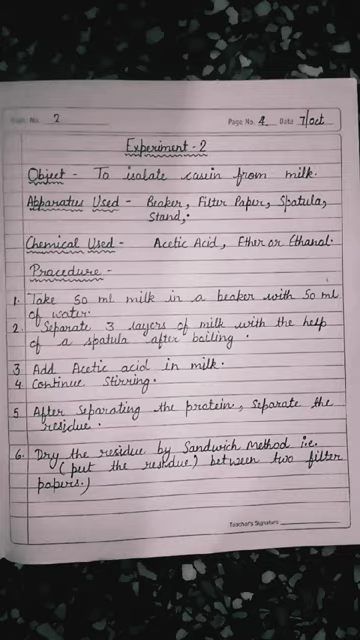 Expt. No. 2
Page No. 4 Date 7/oct
Experiment-2
Object - To isolate casin from milk.
Apparatus Used - Beaker, Filter Paper, Spatula,
Stand,.
Chemical Used - Acetic Acid, Ether or Ethanol.
Procedure -
1. Take 50 ml milk in a beaker with 50 ml
of water.
2. Separate 3 layers of milk with the help
of a spatula after boiling.
3 Add Acetic acid in milk.
4 Continue Stirring.
5 After Separating the protein, Separate the
residue.
6. Dry the residue by Sandwich Method i.e.
(put the residue) between two filter
papers.)
Teacher's Signature